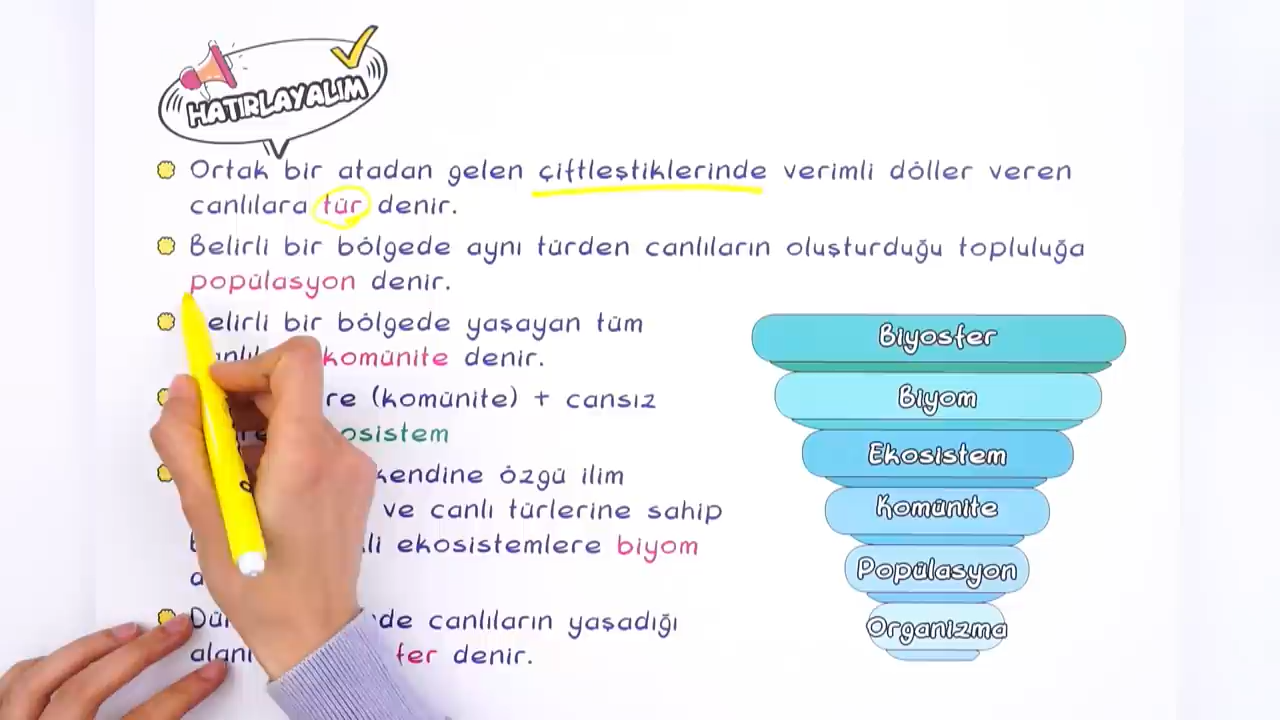 HATIRLAYALIM
Ortak bir atadan gelen çiftleştiklerinde verimli döller veren
canlılara tür denir.
Belirli bir bölgede aynı türden canlıların oluşturduğu topluluğa
popülasyon denir.
elirli bir bölgede yaşayan tüm
komünite denir.
re (komünite) + cansız
osistem
kendine özgü ilim
ve canlı türlerine sahip
li ekosistemlere biyom
a
Dü de canlıların yaşadığı
alanı fer denir.
Biyosfer
Biyom
Ekosistem
Komünite
Popülasyon
Organizma